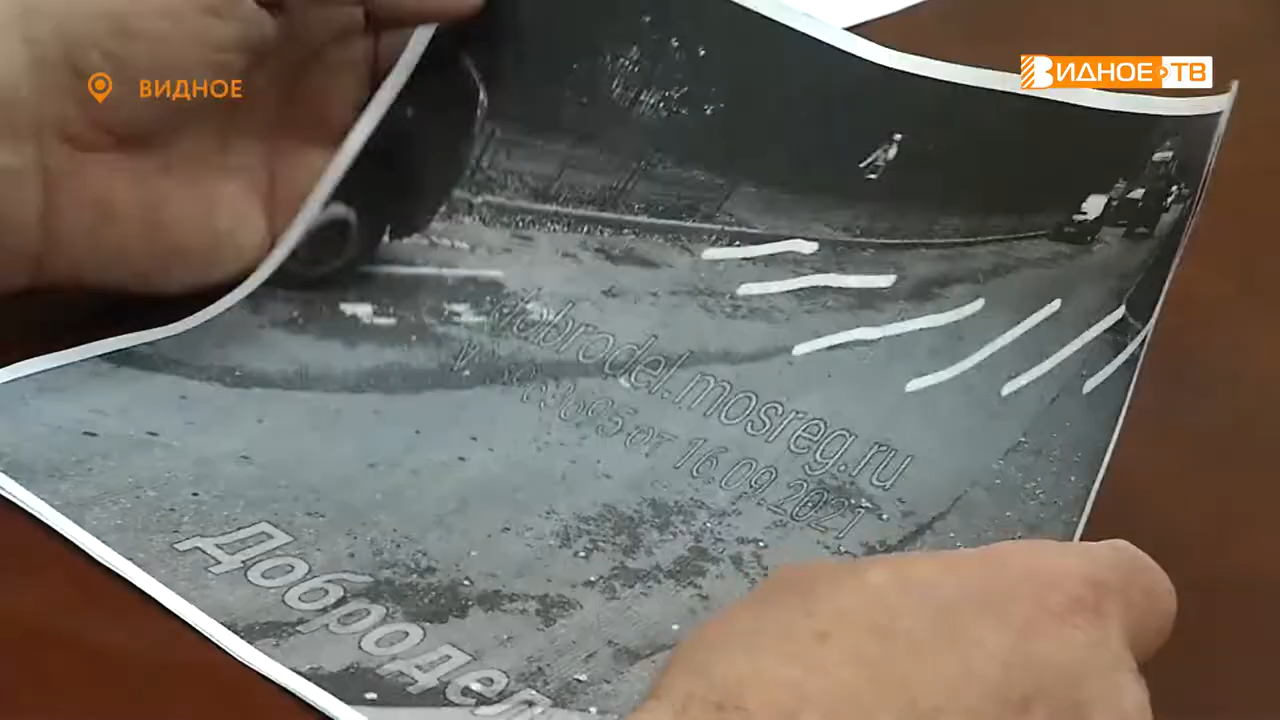 ВИДНОЕ
ВИДНОЕ ТВ
dobrodel.mosreg.ru
от 16.09.2021
Добродел